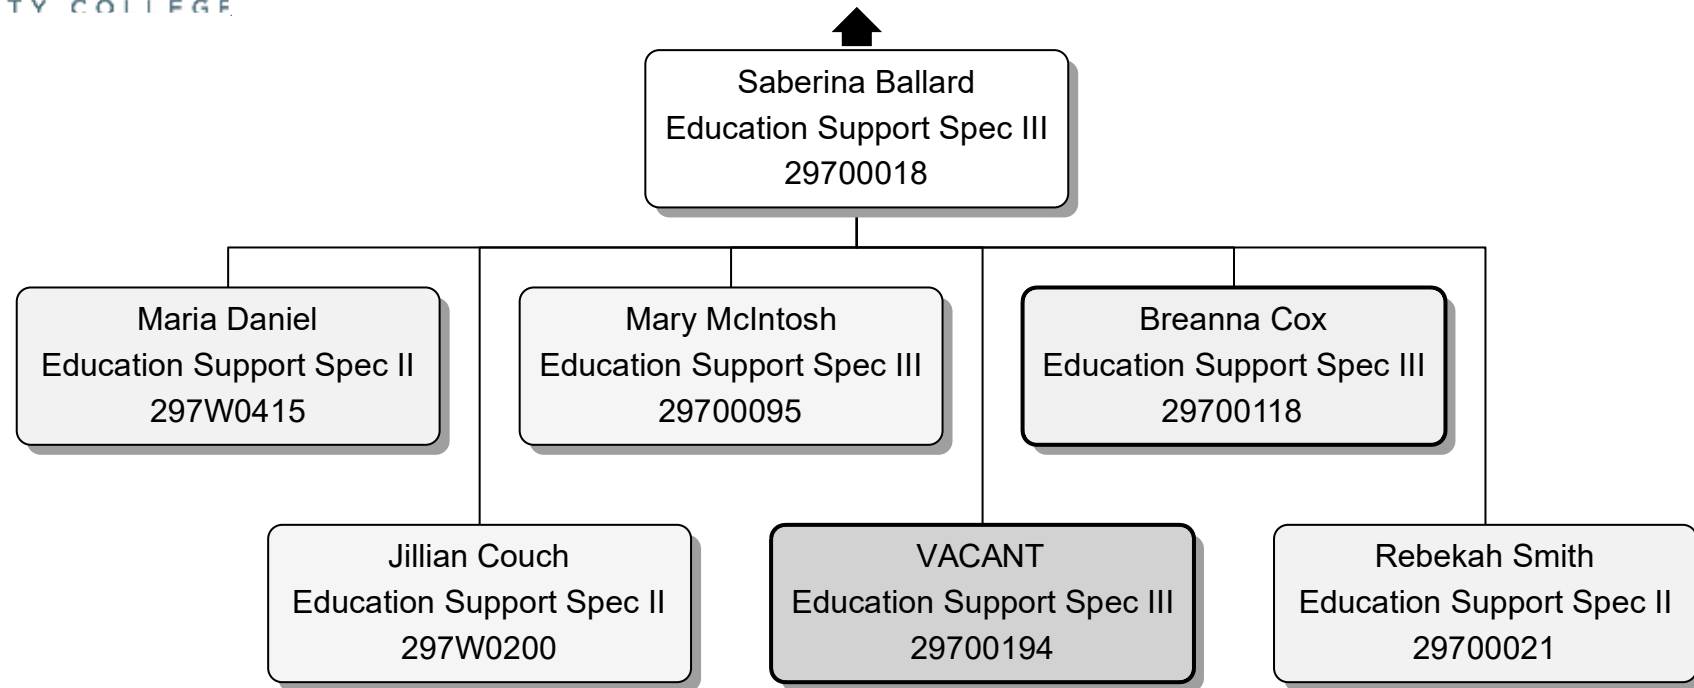 TY COLLEGE
Saberina Ballard
Education Support Spec III
29700018
Maria Daniel
Education Support Spec II
297W0415
Mary McIntosh
Education Support Spec III
29700095
Breanna Cox
Education Support Spec III
29700118
Jillian Couch
Education Support Spec II
297W0200
VACANT
Education Support Spec III
29700194
Rebekah Smith
Education Support Spec II
29700021